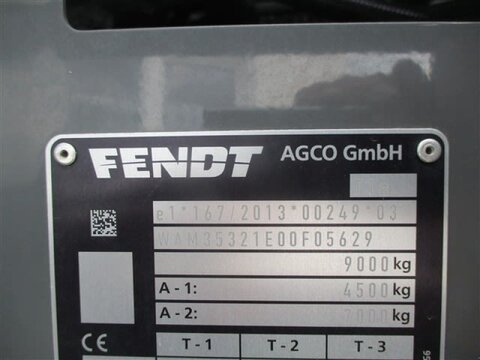 FENDT AGCO GmbH
e1*167/2013*00249*03
WAM35321E00F05629
9000 kg
A - 1: 4500 kg
A - 2: 7000 kg
CE T - 1 T - 2 T - 3